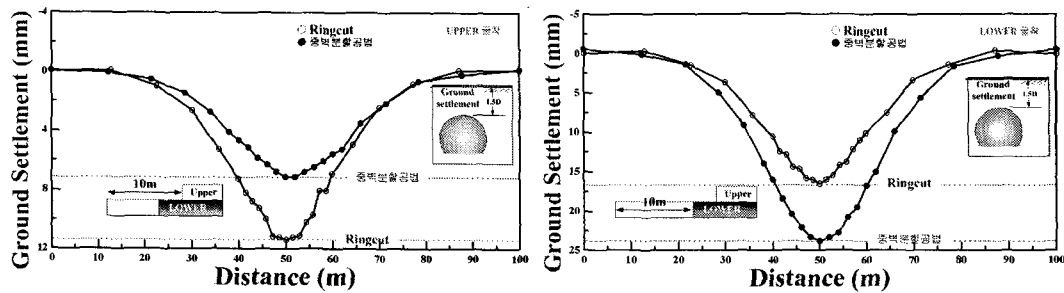 Ground Settlement (mm)
-4
0
4
8
12
Ringcut
중벽분할공법
UPPER 굴착
Ground
settlement
1.5D
10m
Upper
LOWER
중벽분할공법
Ringcut
0 10 20 30 40 50 60 70 80 90 100
Distance (m)
Ground Settlement (mm)
-5
0
5
10
15
20
25
Ringcut
중벽분할공법
LOWER 굴착
Ground
settlement
1.5D
Ringcut
10m
Upper
LOWER
중벽분할공법
0 10 20 30 40 50 60 70 80 90 100
Distance (m)